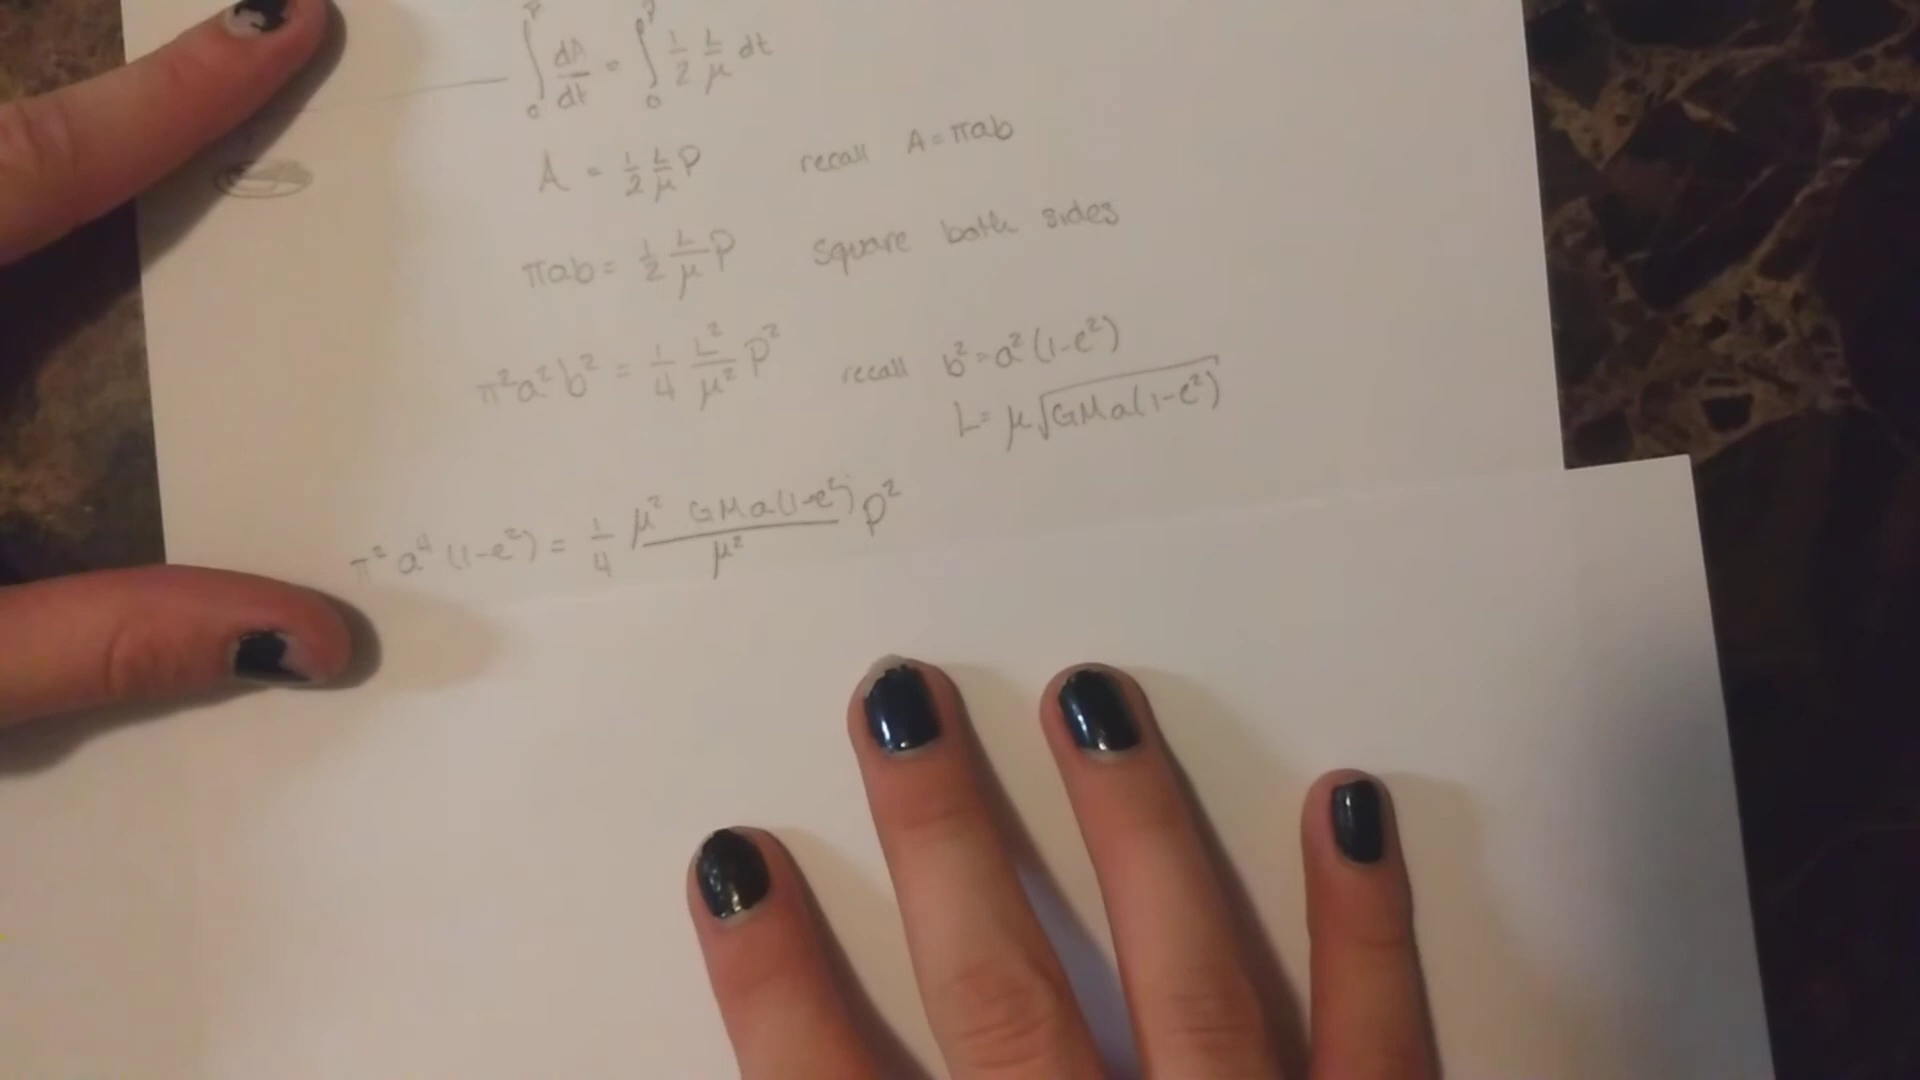 ∫₀ᴾ dA/dt = ∫₀ᴾ 1/2 L/μ dt
A = 1/2 L/μ P recall A = πab
πab = 1/2 L/μ P square both sides
π²a²b² = 1/4 L²/μ² P² recall b² = a²(1-e²)
L = μ√GMa(1-e²)
π²a⁴(1-e²) = 1/4 μ² GMa(1-e²)/μ² P²